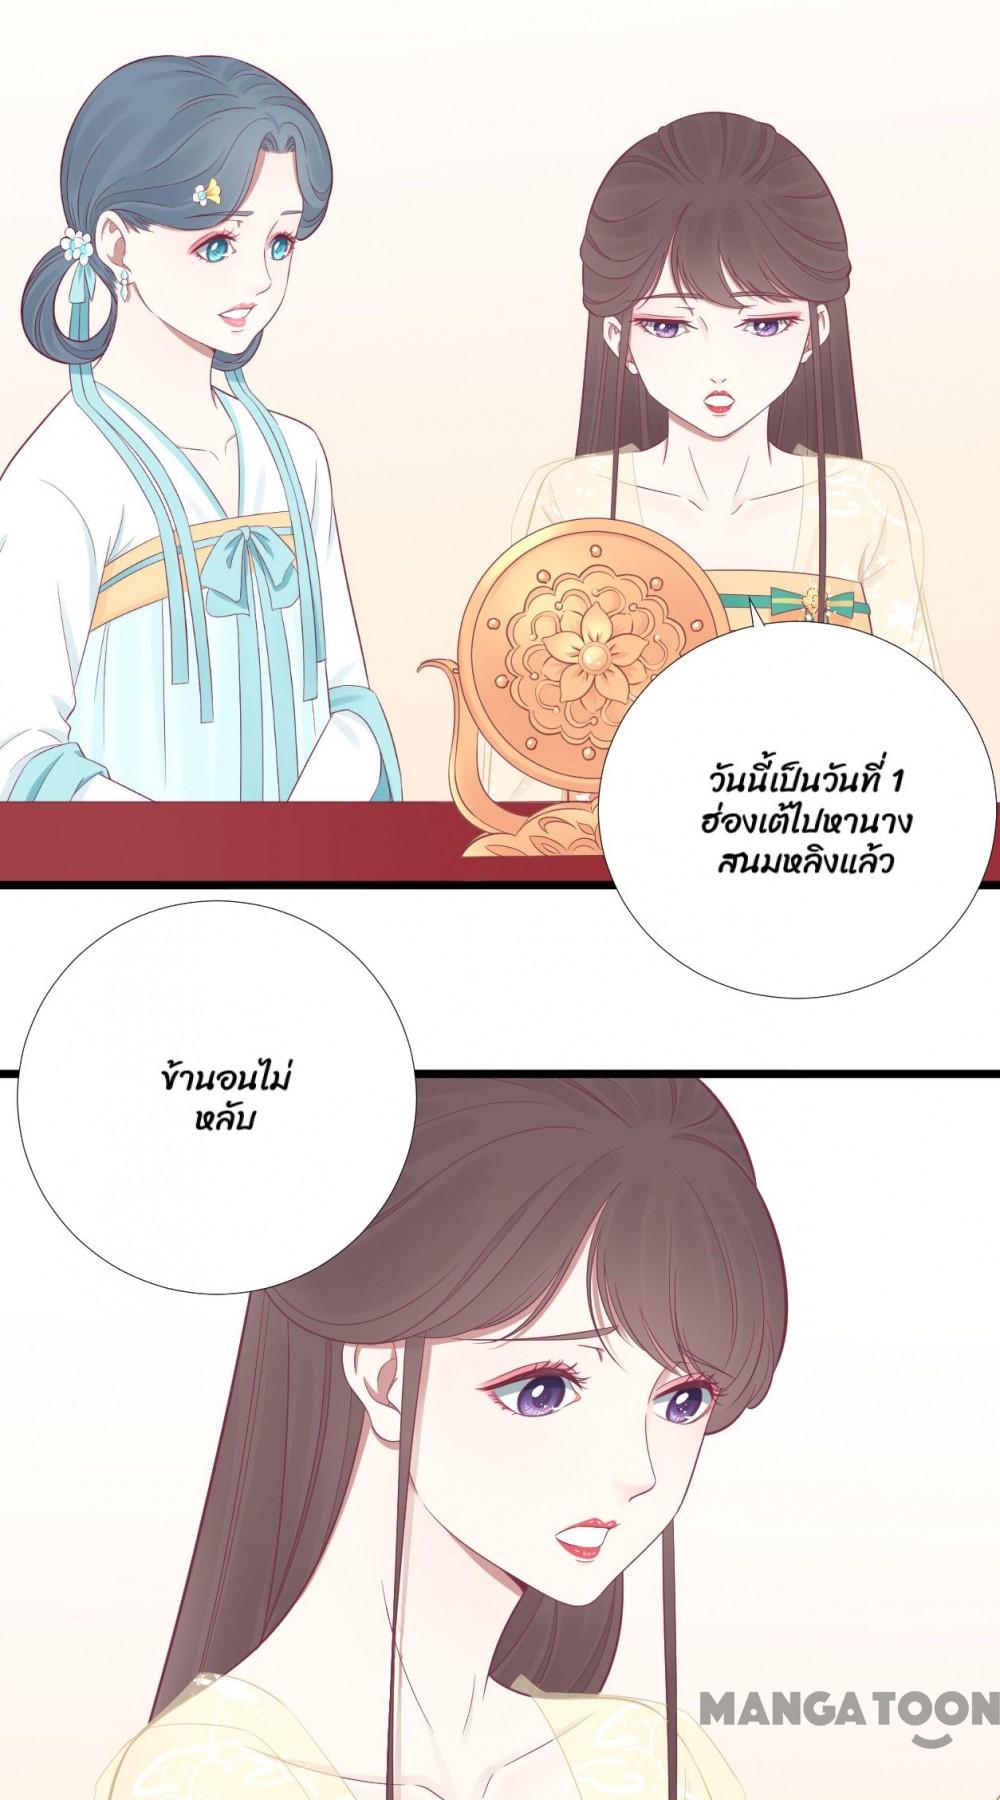 วันนี้เป็นวันที่ 1
ฮ่องเต้ไปหานาง
สนมหลิงแล้ว
ข้านอนไม่
หลับ
MANGATOON